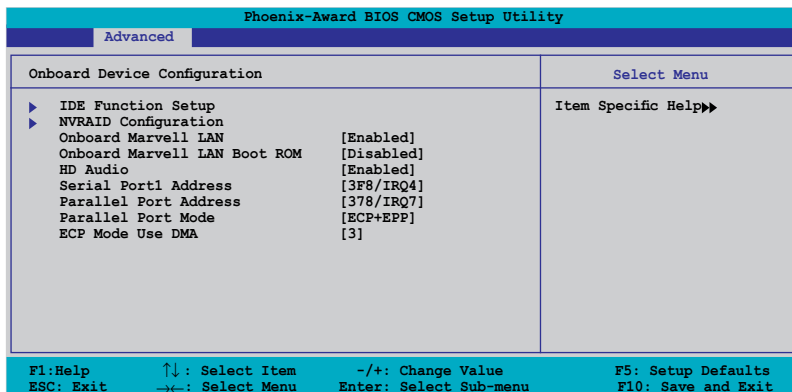 Phoenix-Award BIOS CMOS Setup Utility
Advanced
Onboard Device Configuration
Select Menu
IDE Function Setup
NVRAID Configuration
Onboard Marvell LAN [Enabled]
Onboard Marvell LAN Boot ROM [Disabled]
HD Audio [Enabled]
Serial Port1 Address [3F8/IRQ4]
Parallel Port Address [378/IRQ7]
Parallel Port Mode [ECP+EPP]
ECP Mode Use DMA [3]
Item Specific Help
F1:Help ↑↓: Select Item -/+: Change Value F5: Setup Defaults
ESC: Exit →←: Select Menu Enter: Select Sub-menu F10: Save and Exit